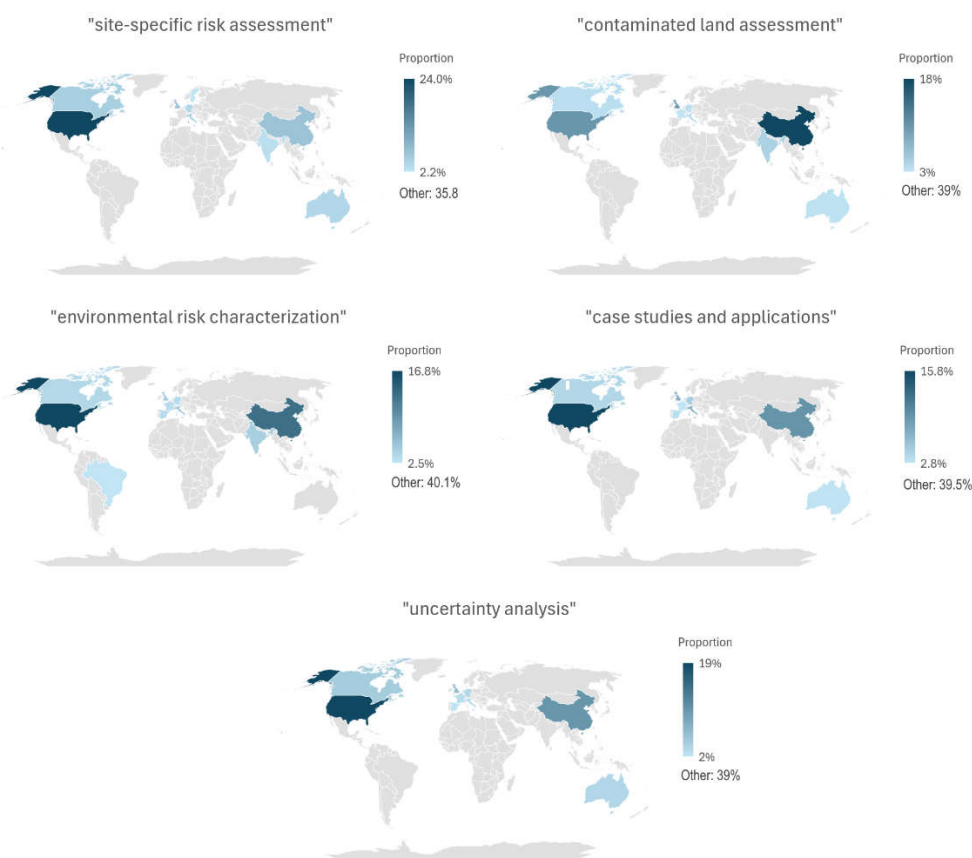 "site-specific risk assessment"
Proportion
24.0%
2.2%
Other: 35.8
"contaminated land assessment"
Proportion
18%
3%
Other: 39%
"environmental risk characterization"
Proportion
16.8%
2.5%
Other: 40.1%
"case studies and applications"
Proportion
15.8%
2.8%
Other: 39.5%
"uncertainty analysis"
Proportion
19%
2%
Other: 39%